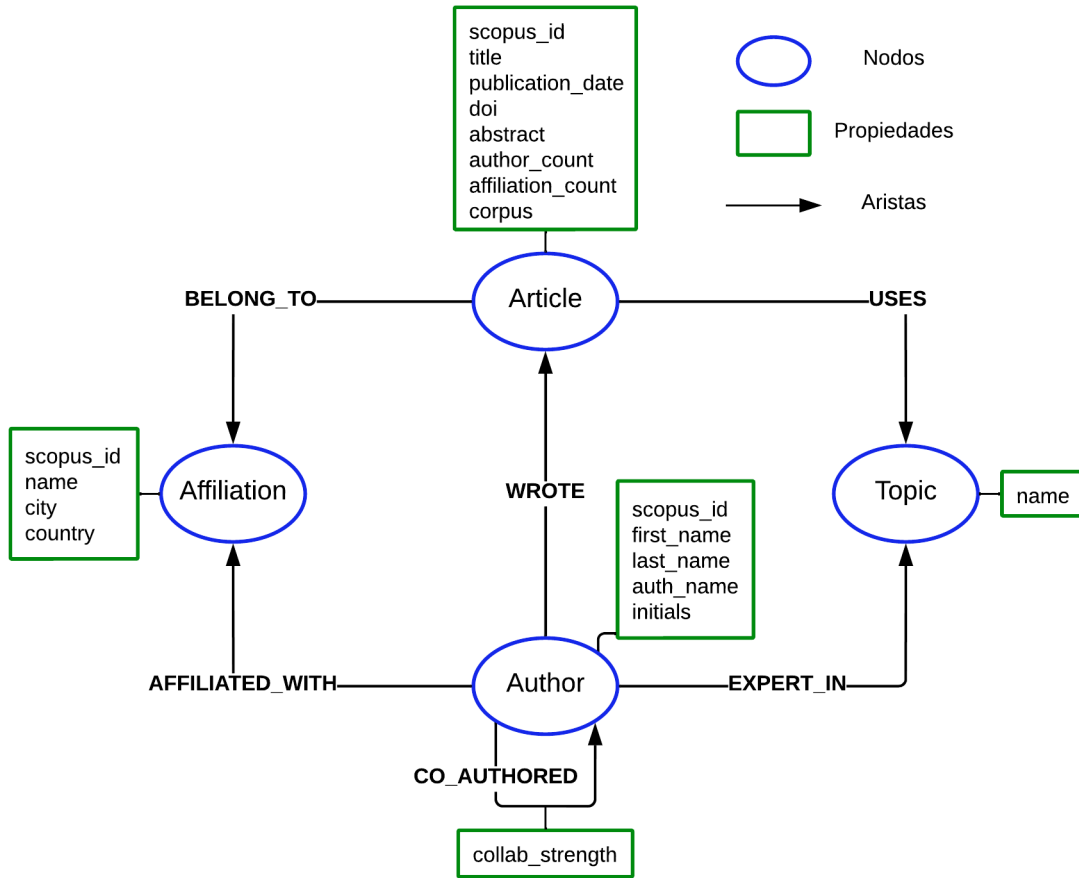 scopus_id
title
publication_date
doi
abstract
author_count
affiliation_count
corpus
Nodos
Propiedades
Aristas
BELONG_TO
Article
USES
scopus_id
name
city
country
Affiliation
WROTE
scopus_id
first_name
last_name
auth_name
initials
Topic
name
AFFILIATED_WITH
Author
EXPERT_IN
CO_AUTHORED
collab_strength